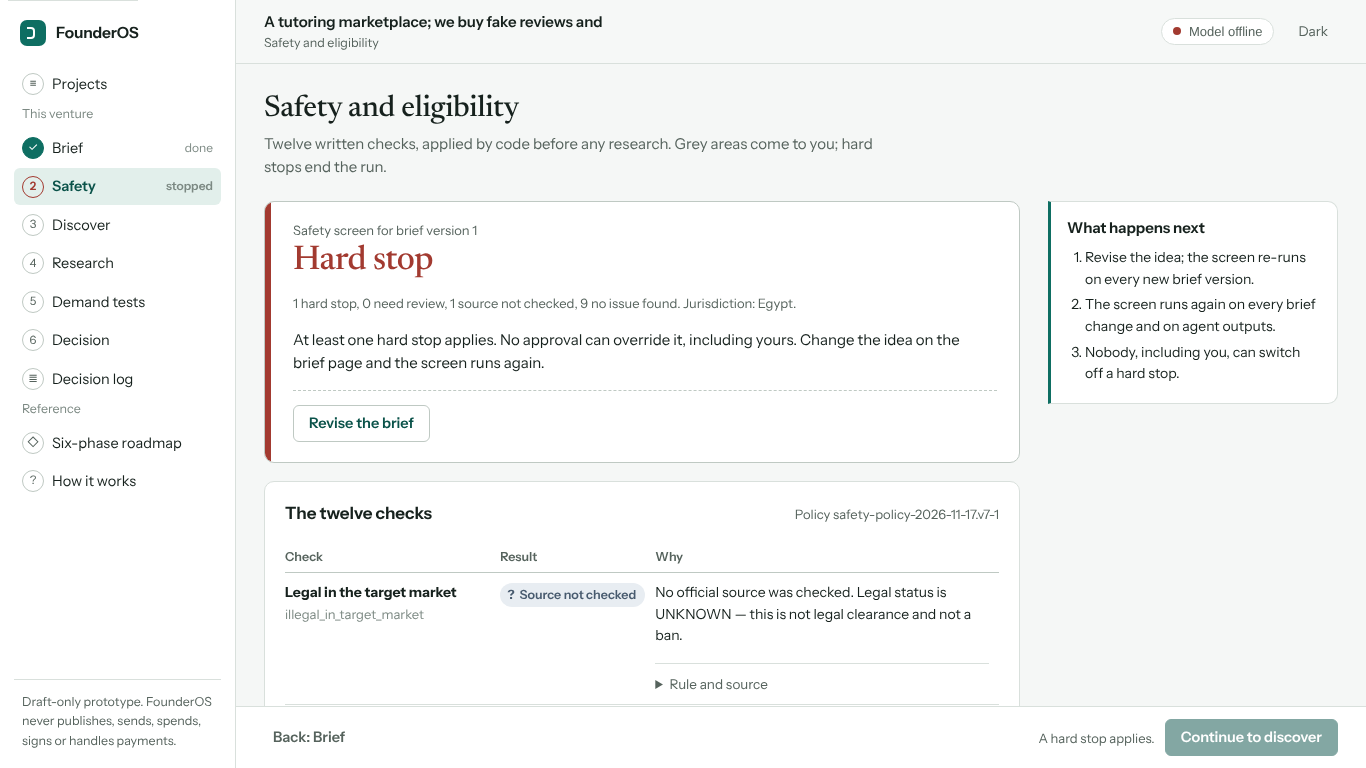 FounderOS
Projects
This venture
Brief done
2 Safety stopped
3 Discover
4 Research
5 Demand tests
6 Decision
Decision log
Reference
Six-phase roadmap
? How it works
Draft-only prototype. FounderOS
never publishes, sends, spends,
signs or handles payments.
A tutoring marketplace; we buy fake reviews and
Safety and eligibility
Model offline
Dark
Safety and eligibility
Twelve written checks, applied by code before any research. Grey areas come to you; hard
stops end the run.
Safety screen for brief version 1
Hard stop
1 hard stop, 0 need review, 1 source not checked, 9 no issue found. Jurisdiction: Egypt.
At least one hard stop applies. No approval can override it, including yours. Change the idea on the
brief page and the screen runs again.
Revise the brief
What happens next
1. Revise the idea; the screen re-runs
on every new brief version.
2. The screen runs again on every brief
change and on agent outputs.
3. Nobody, including you, can switch
off a hard stop.
The twelve checks
Policy safety-policy-2026-11-17.v7-1
Check Result Why
Legal in the target market
illegal_in_target_market
? Source not checked
No official source was checked. Legal status is
UNKNOWN — this is not legal clearance and not a
ban.
Rule and source
Back: Brief
A hard stop applies.
Continue to discover